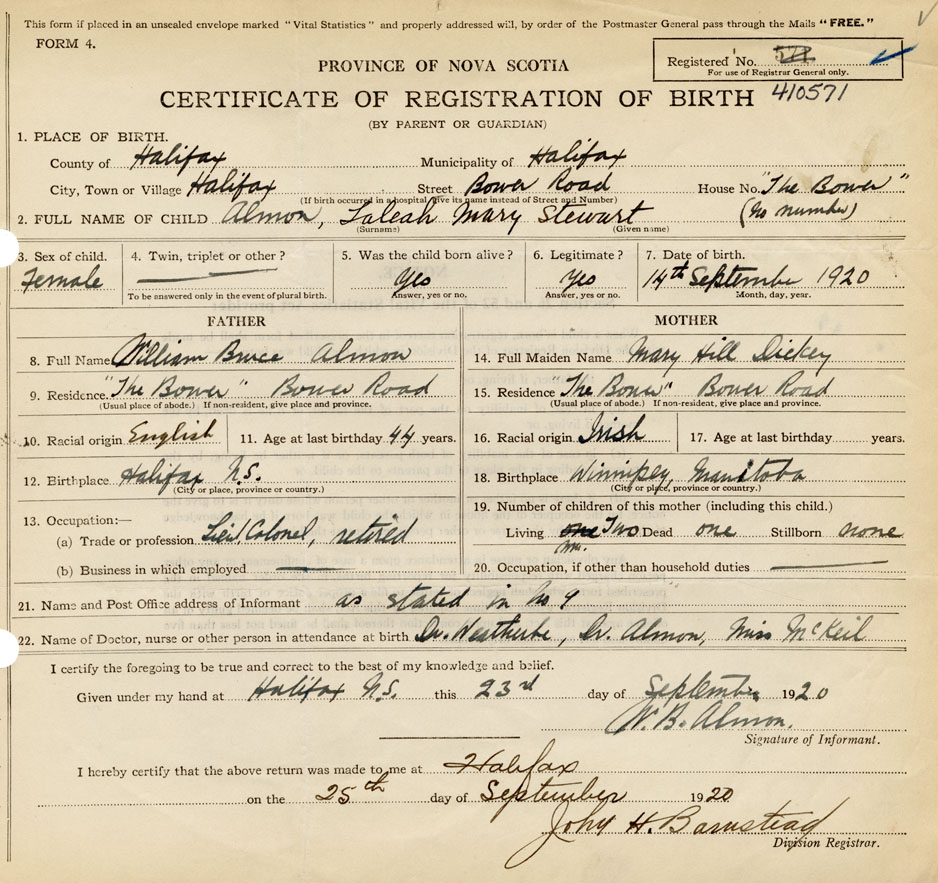 This form if placed in an unsealed envelope marked "Vital Statistics" and properly addressed will, by order of the Postmaster General pass through the Mails "FREE."
FORM 4.
Registered No. 571
For use of Registrar General only.
410571
PROVINCE OF NOVA SCOTIA
CERTIFICATE OF REGISTRATION OF BIRTH
(BY PARENT OR GUARDIAN)
1. PLACE OF BIRTH.
County of Halifax Municipality of Halifax
City, Town or Village Halifax Street Bower Road House No. "The Bower"
(If birth occurred in a hospital give its name instead of Street and Number)
(No number)
2. FULL NAME OF CHILD Almon, Saleah Mary Stewart
(Surname) (Given name)
3. Sex of child. 4. Twin, triplet or other? 5. Was the child born alive? 6. Legitimate? 7. Date of birth.
Female Yes Yes 14th September 1920
To be answered only in the event of plural birth. Answer, yes or no. Answer, yes or no. Month, day, year.
FATHER MOTHER
8. Full Name William Bruce Almon 14. Full Maiden Name Mary Hill Dickey
9. Residence. "The Bower" Bower Road 15. Residence "The Bower" Bower Road
(Usual place of abode.) If non-resident, give place and province. (Usual place of abode.) If non-resident, give place and province.
10. Racial origin English 11. Age at last birthday 44 years. 16. Racial origin Irish 17. Age at last birthday years.
12. Birthplace Halifax N.S. 18. Birthplace Winnipeg, Manitoba
(City or place, province or country.) (City or place, province or country.)
13. Occupation:— 19. Number of children of this mother (including this child.)
(a) Trade or profession Lieut/Colonel, retired Living one Two Dead one Stillborn none
(b) Business in which employed 20. Occupation, if other than household duties
21. Name and Post Office address of Informant as stated in No 9
22. Name of Doctor, nurse or other person in attendance at birth Dr. Weatherbe, Dr. Almon, Miss McKeil
I certify the foregoing to be true and correct to the best of my knowledge and belief.
Given under my hand at Halifax N.S. this 23rd day of September 1920
W. B. Almon.
Signature of Informant.
I hereby certify that the above return was made to me at Halifax
on the 25th day of September 1920
John H. Barnstead
Division Registrar.